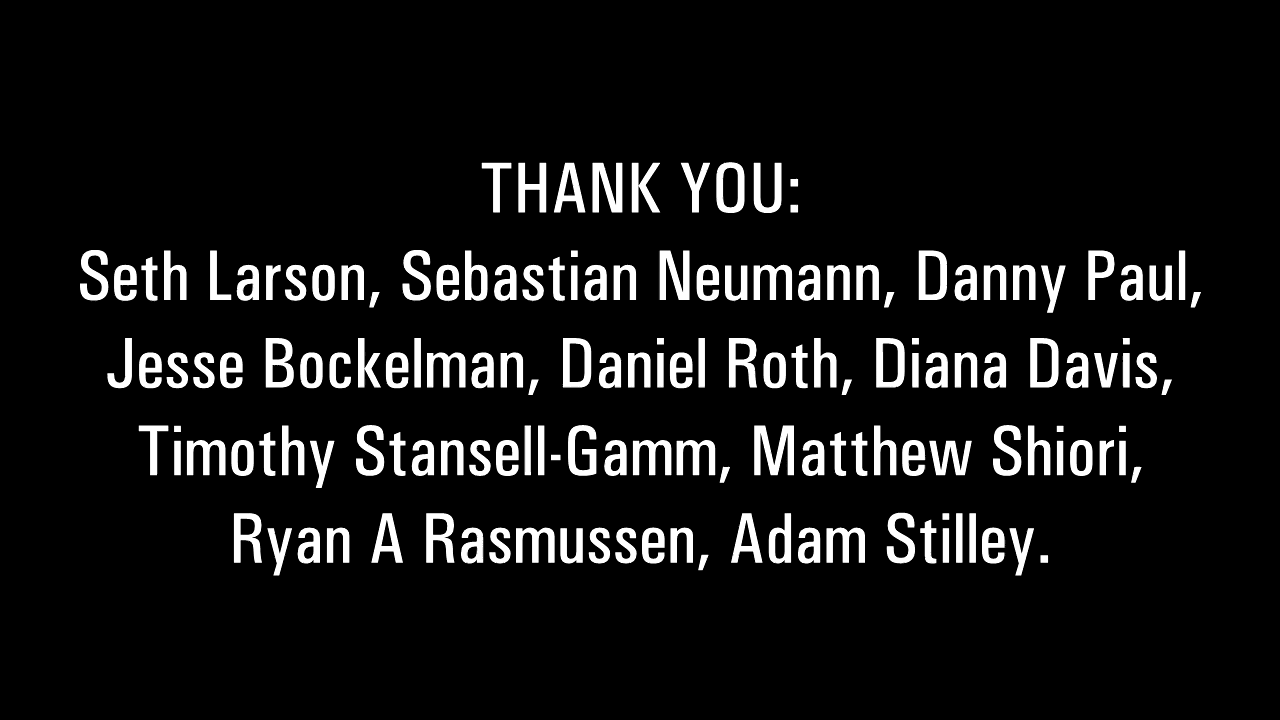 THANK YOU:
Seth Larson, Sebastian Neumann, Danny Paul,
Jesse Bockelman, Daniel Roth, Diana Davis,
Timothy Stansell-Gamm, Matthew Shiori,
Ryan A Rasmussen, Adam Stilley.